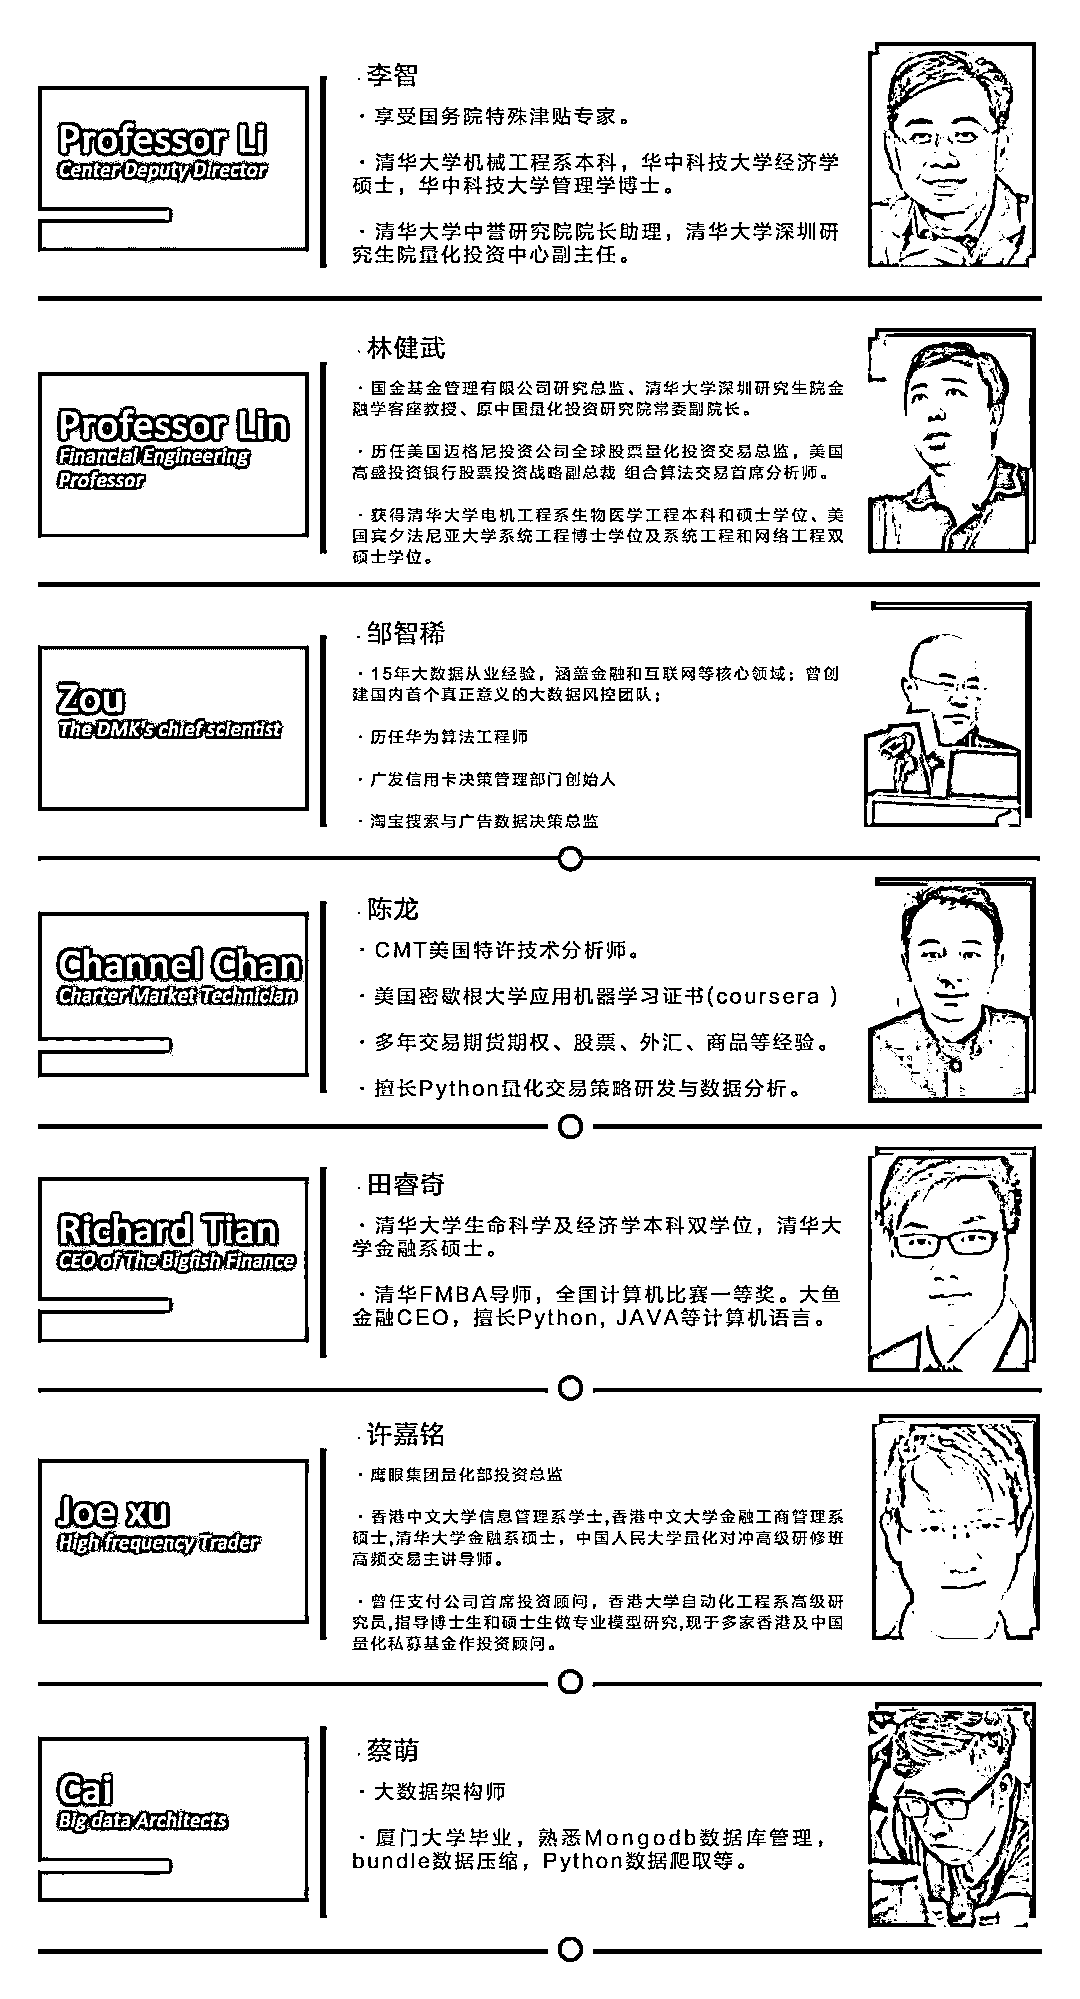 Professor Li
Center Deputy Director
· 李智
· 享受国务院特殊津贴专家。
· 清华大学机械工程系本科，华中科技大学经济学
硕士，华中科技大学管理学博士。
· 清华大学中誉研究院院长助理，清华大学深圳研
究生院量化投资中心副主任。
Professor Lin
Financial Engineering
Professor
· 林健武
· 国金基金管理有限公司研究总监、清华大学深圳研究生院金
融学客座教授、原中国量化投资研究院常委副院长。
· 历任美国迈格尼投资公司全球股票量化投资交易总监，美国
高盛投资银行股票投资战略副总裁 组合算法交易首席分析师。
· 获得清华大学电机工程系生物医学工程本科和硕士学位、美
国宾夕法尼亚大学系统工程博士学位及系统工程和网络工程双
硕士学位。
Zou
The DMK's chief scientist
· 邹智稀
· 15年大数据从业经验，涵盖金融和互联网等核心领域；曾创
建国内首个真正意义的大数据风控团队；
· 历任华为算法工程师
· 广发信用卡决策管理部门创始人
· 淘宝搜索与广告数据决策总监
Channel Chan
Charter Market Technician
· 陈龙
· CMT美国特许技术分析师。
· 美国密歇根大学应用机器学习证书(coursera )
· 多年交易期货期权、股票、外汇、商品等经验。
· 擅长Python量化交易策略研发与数据分析。
Richard Tian
CEO of The Bigfish Finance
· 田睿奇
· 清华大学生命科学及经济学本科双学位，清华大
学金融系硕士。
· 清华FMBA导师，全国计算机比赛一等奖。大鱼
金融CEO，擅长Python, JAVA等计算机语言。
Joe xu
High frequency Trader
· 许嘉铭
· 鹰眼集团量化部投资总监
· 香港中文大学信息管理系学士,香港中文大学金融工商管理系
硕士,清华大学金融系硕士，中国人民大学量化对冲高级研修班
高频交易主讲导师。
· 曾任支付公司首席投资顾问，香港大学自动化工程系高级研
究员,指导博士生和硕士生做专业模型研究,现于多家香港及中国
量化私募基金作投资顾问。
Cai
Big data Architects
· 蔡萌
· 大数据架构师
· 厦门大学毕业，熟悉Mongodb数据库管理，
bundle数据压缩，Python数据爬取等。